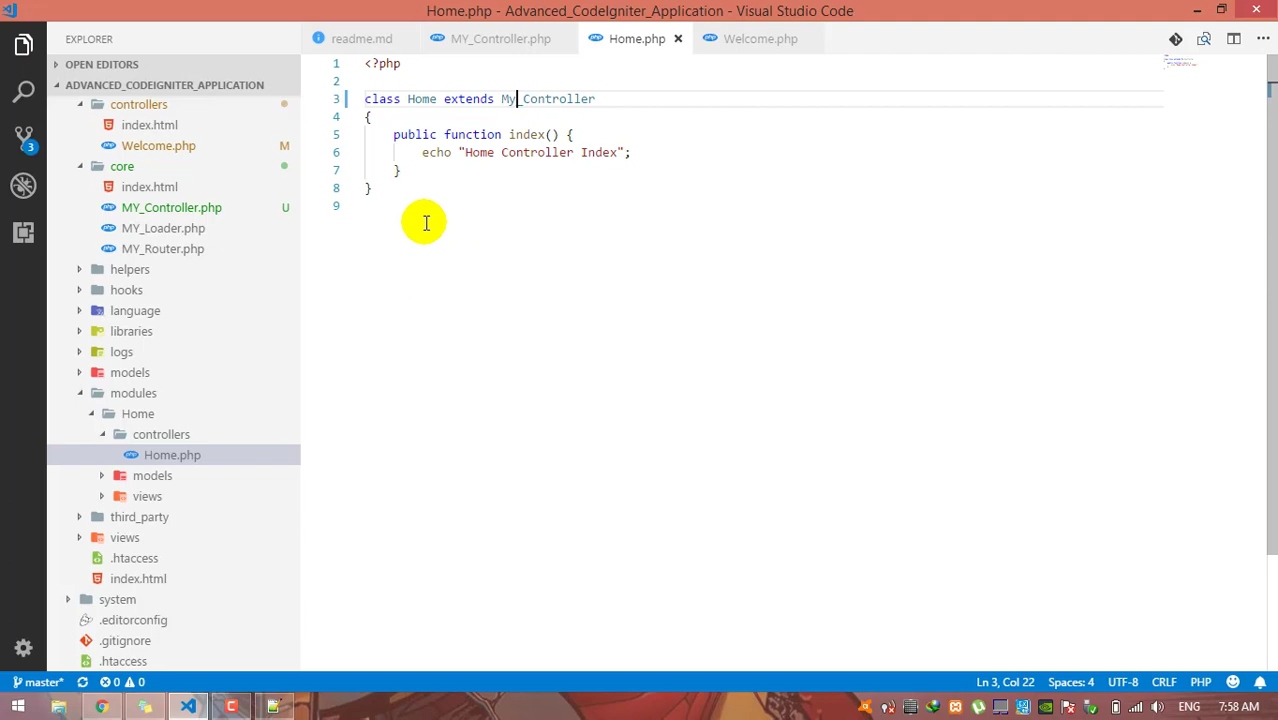 Home.php - Advanced_CodeIgniter_Application - Visual Studio Code
EXPLORER
OPEN EDITORS
ADVANCED_CODEIGNITER_APPLICATION
controllers
index.html
Welcome.php M
core
index.html
MY_Controller.php U
MY_Loader.php
MY_Router.php
helpers
hooks
language
libraries
logs
models
modules
Home
controllers
Home.php
models
views
third_party
views
.htaccess
index.html
system
.editorconfig
.gitignore
.htaccess
3
readme.md
MY_Controller.php
Home.php
Welcome.php
1 <?php
2
3 class Home extends My_Controller
4 {
5 public function index() {
6 echo "Home Controller Index";
7 }
8 }
9
master* 0 0
Ln 3, Col 22 Spaces: 4 UTF-8 CRLF PHP
ENG 7:58 AM